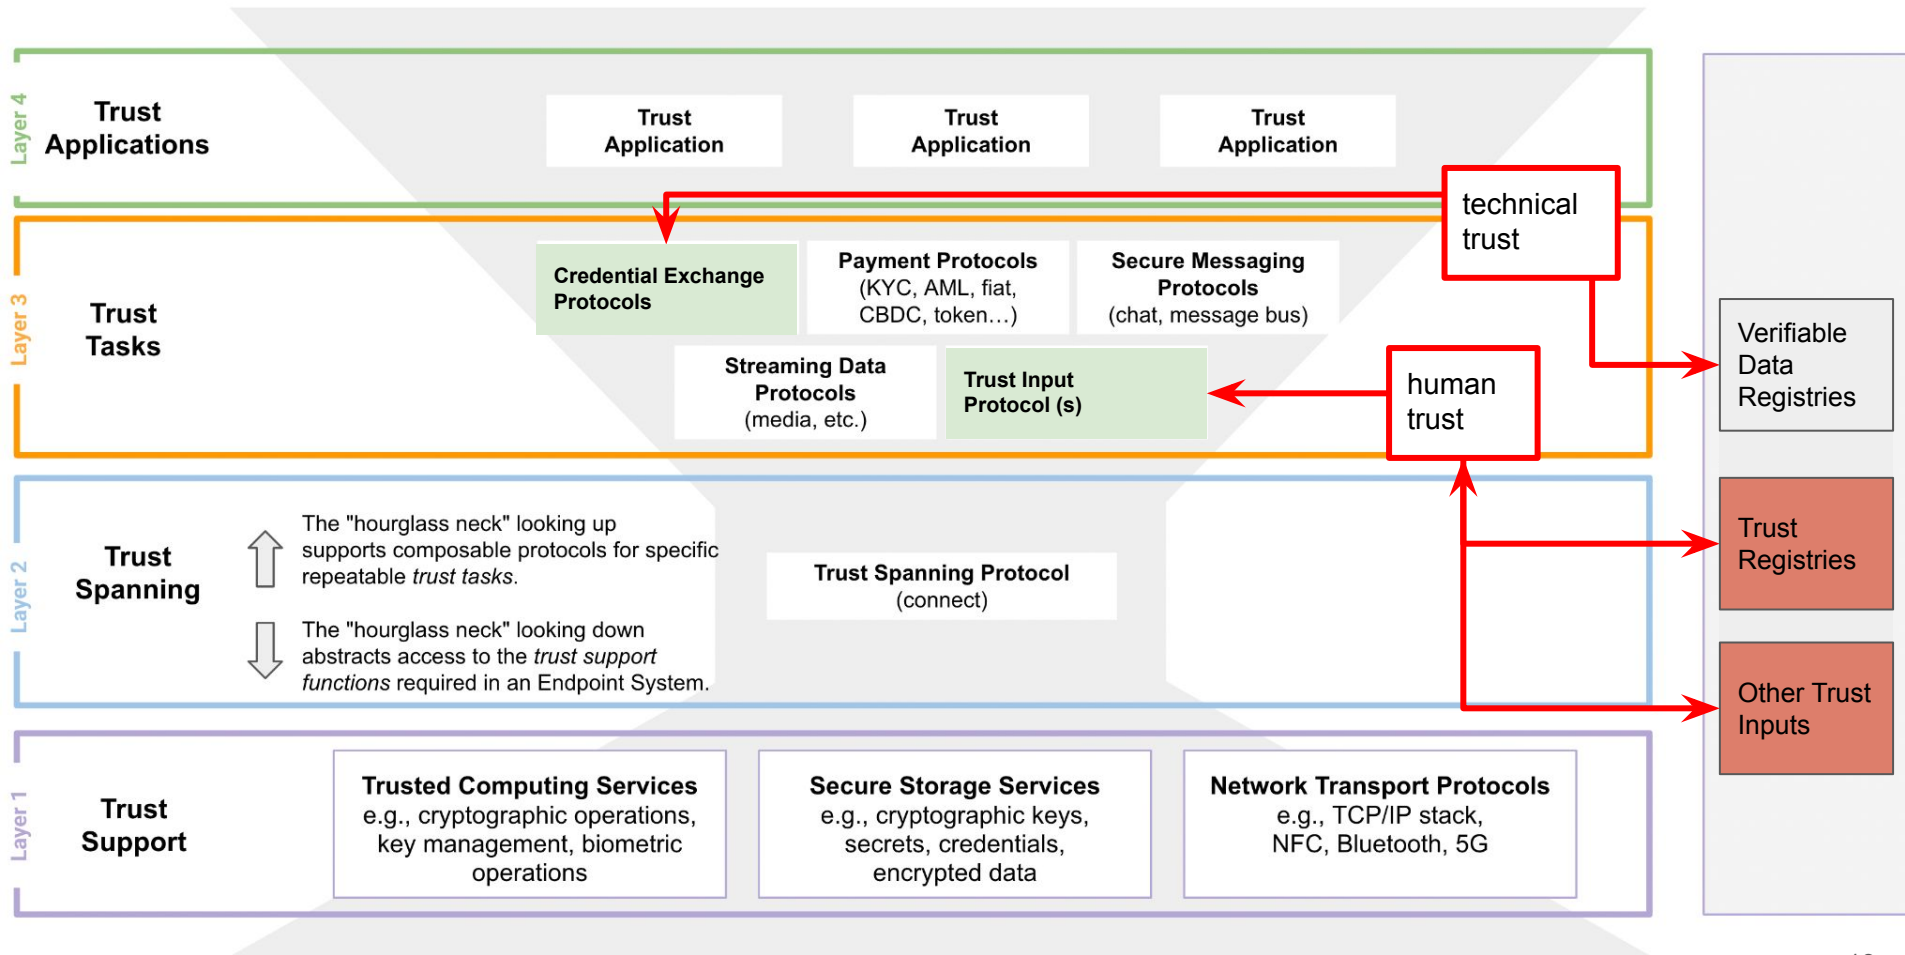 Layer 4
Trust
Applications
Trust
Application
Trust
Application
Trust
Application
technical
trust
Layer 3
Trust
Tasks
Credential Exchange
Protocols
Payment Protocols
(KYC, AML, fiat,
CBDC, token…)
Secure Messaging
Protocols
(chat, message bus)
Streaming Data
Protocols
(media, etc.)
Trust Input
Protocol (s)
human
trust
Verifiable
Data
Registries
Layer 2
Trust
Spanning
The "hourglass neck" looking up
supports composable protocols for specific
repeatable trust tasks.
The "hourglass neck" looking down
abstracts access to the trust support
functions required in an Endpoint System.
Trust Spanning Protocol
(connect)
Trust
Registries
Other Trust
Inputs
Layer 1
Trust
Support
Trusted Computing Services
e.g., cryptographic operations,
key management, biometric
operations
Secure Storage Services
e.g., cryptographic keys,
secrets, credentials,
encrypted data
Network Transport Protocols
e.g., TCP/IP stack,
NFC, Bluetooth, 5G